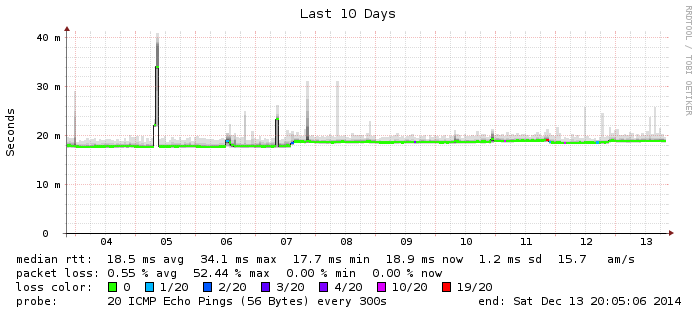 Last 10 Days
RRDTOOL / TOBI OETIKER
Seconds
40 m
30 m
20 m
10 m
0
04 05 06 07 08 09 10 11 12 13
median rtt: 18.5 ms avg 34.1 ms max 17.7 ms min 18.9 ms now 1.2 ms sd 15.7 am/s
packet loss: 0.55 % avg 52.44 % max 0.00 % min 0.00 % now
loss color: 0 1/20 2/20 3/20 4/20 10/20 19/20
probe: 20 ICMP Echo Pings (56 Bytes) every 300s end: Sat Dec 13 20:05:06 2014